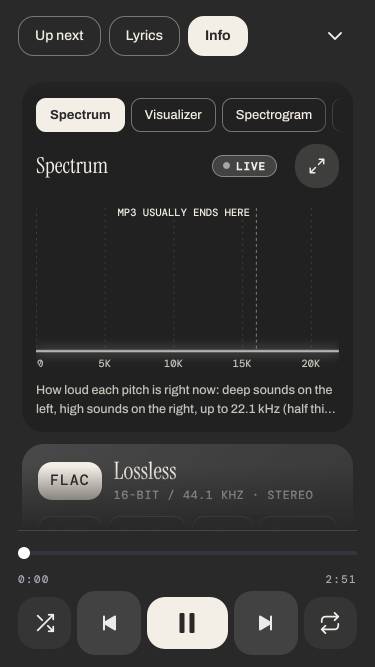 Up next
Lyrics
Info
Spectrum
Visualizer
Spectrogram
Spectrum
LIVE
MP3 USUALLY ENDS HERE
0
5K
10K
15K
20K
How loud each pitch is right now: deep sounds on the
left, high sounds on the right, up to 22.1 kHz (half thi...
FLAC
Lossless
16-BIT / 44.1 KHZ · STEREO
0:00
2:51